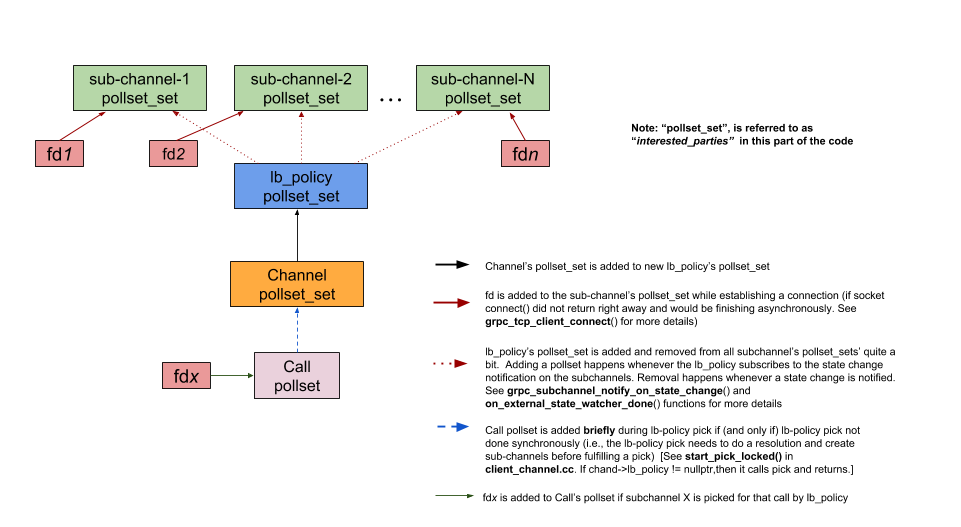 sub-channel-1
pollset_set
sub-channel-2
pollset_set
...
sub-channel-N
pollset_set
fd1
fd2
fdn
Note: “pollset_set”, is referred to as
“interested_parties” in this part of the code
lb_policy
pollset_set
Channel
pollset_set
Call
pollset
fdx
Channel’s pollset_set is added to new lb_policy’s pollset_set
fd is added to the sub-channel’s pollset_set while establishing a connection (if socket
connect() did not return right away and would be finishing asynchronously. See
grpc_tcp_client_connect() for more details)
lb_policy’s pollset_set is added and removed from all subchannel’s pollset_sets’ quite a
bit. Adding a pollset happens whenever the lb_policy subscribes to the state change
notification on the subchannels. Removal happens whenever a state change is notified.
See grpc_subchannel_notify_on_state_change() and
on_external_state_watcher_done() functions for more details
Call pollset is added briefly during lb-policy pick if (and only if) lb-policy pick not
done synchronously (i.e., the lb-policy pick needs to do a resolution and create
sub-channels before fulfilling a pick) [See start_pick_locked() in
client_channel.cc. If chand->lb_policy != nullptr,then it calls pick and returns.]
fdx is added to Call’s pollset if subchannel X is picked for that call by lb_policy